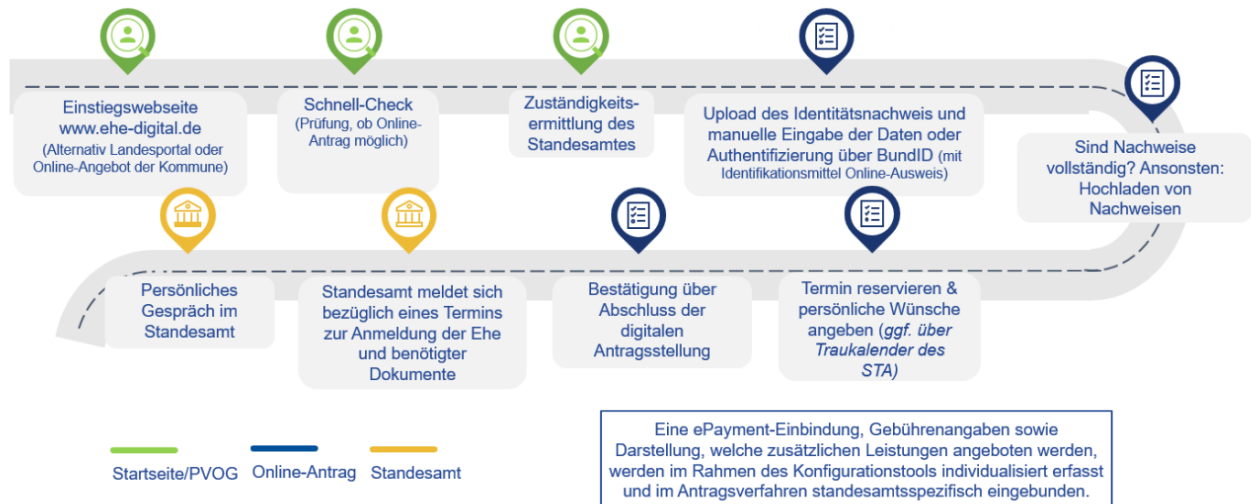 Einstiegswebseite
www.ehe-digital.de
(Alternativ Landesportal oder
Online-Angebot der Kommune)
Schnell-Check
(Prüfung, ob Online-
Antrag möglich)
Zuständigkeits-
ermittlung des
Standesamtes
Upload des Identitätsnachweis und
manuelle Eingabe der Daten oder
Authentifizierung über BundID (mit
Identifikationsmittel Online-Ausweis)
Sind Nachweise
vollständig? Ansonsten:
Hochladen von
Nachweisen
Termin reservieren &
persönliche Wünsche
angeben (ggf. über
Traukalender des
STA)
Bestätigung über
Abschluss der
digitalen
Antragsstellung
Standesamt meldet sich
bezüglich eines Termins
zur Anmeldung der Ehe
und benötigter
Dokumente
Persönliches
Gespräch im
Standesamt
Startseite/PVOG
Online-Antrag
Standesamt
Eine ePayment-Einbindung, Gebührenangaben sowie
Darstellung, welche zusätzlichen Leistungen angeboten werden,
werden im Rahmen des Konfigurationstools individualisiert erfasst
und im Antragsverfahren standesamtsspezifisch eingebunden.